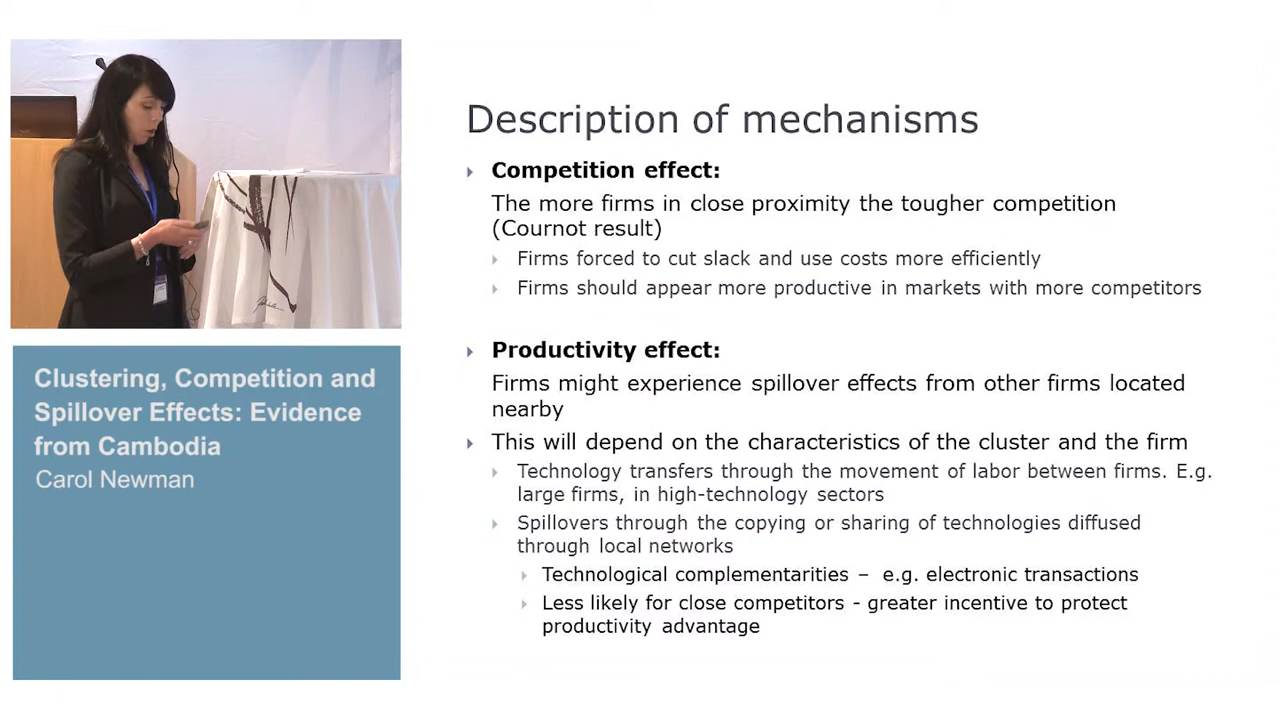 Description of mechanisms
Competition effect:
The more firms in close proximity the tougher competition
(Cournot result)
Firms forced to cut slack and use costs more efficiently
Firms should appear more productive in markets with more competitors
Productivity effect:
Firms might experience spillover effects from other firms located
nearby
This will depend on the characteristics of the cluster and the firm
Technology transfers through the movement of labor between firms. E.g.
large firms, in high-technology sectors
Spillovers through the copying or sharing of technologies diffused
through local networks
Technological complementarities – e.g. electronic transactions
Less likely for close competitors - greater incentive to protect
productivity advantage
Clustering, Competition and
Spillover Effects: Evidence
from Cambodia
Carol Newman